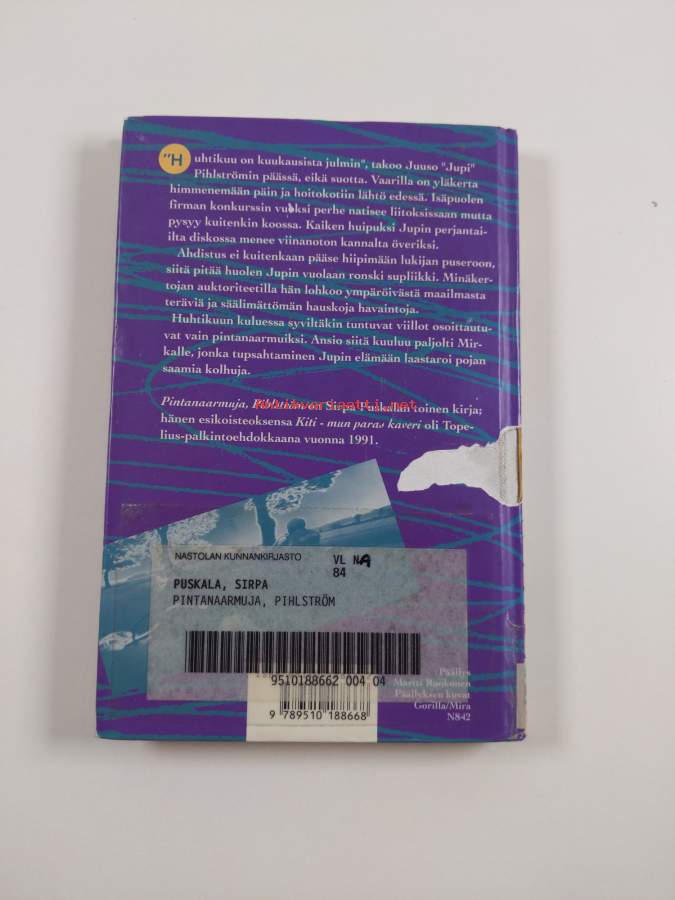 "Huhtikuu on kuukausista julmin", takoo Juuso "Jupi"
Pihlströmin päässä, eikä suotta. Vaarilla on yläkerta
himmenemään päin ja hoitokotiin lähtö edessä. Isäpuolen
firman konkurssin vuoksi perhe natisee liitoksissaan mutta
pysyy kuitenkin koossa. Kaiken huipuksi Jupin perjantai-
ilta diskossa menee viinanoton kannalta överiksi.
Ahdistus ei kuitenkaan pääse hiipimään lukijan puseroon,
siitä pitää huolen Jupin vuolaan ronski supliikki. Minäker-
tojan auktoriteetilla hän lohkoo ympäröivästä maailmasta
teräviä ja säälimättömän hauskoja havaintoja.
Huhtikuun kuluessa syviltäkin tuntuvat viillot osoittautu-
vat vain pintanaarmuiksi. Ansio siitä kuuluu paljolti Mir-
kalle, jonka tupsahtaminen Jupin elämään laastaroi pojan
saamia kolhuja.
Pintanaarmuja, Pihlström on Sirpa Puskalan toinen kirja;
hänen esikoisteoksensa Kiti - mun paras kaveri oli Tope-
lius-palkintoehdokkaana vuonna 1991.
NASTOLAN KUNNANKIRJASTO
VL NA
84
PUSKALA, SIRPA
PINTANAARMUJA, PIHLSTRÖM
9510188662 004 04
9 789510 188668
Päällys
Martti Ruokonen
Päällyksen kuvat
Gorilla/Mira
N842